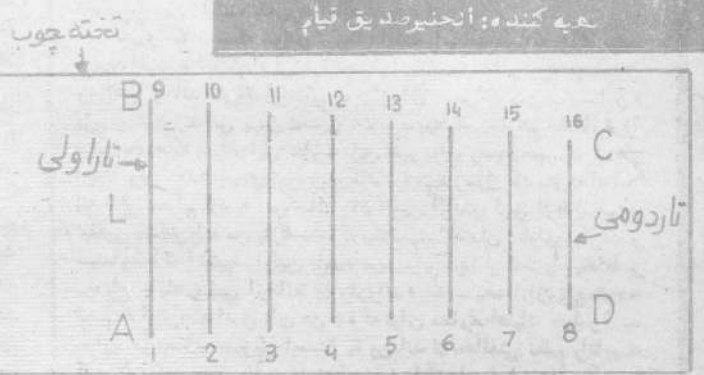 تهیه کننده: انجنیر صدیق قیام
تخته چوب
B 9 10 11 12 13 14 15 16 C
تار اولی
L
تار دومی
A 1 2 3 4 5 6 7 8 D